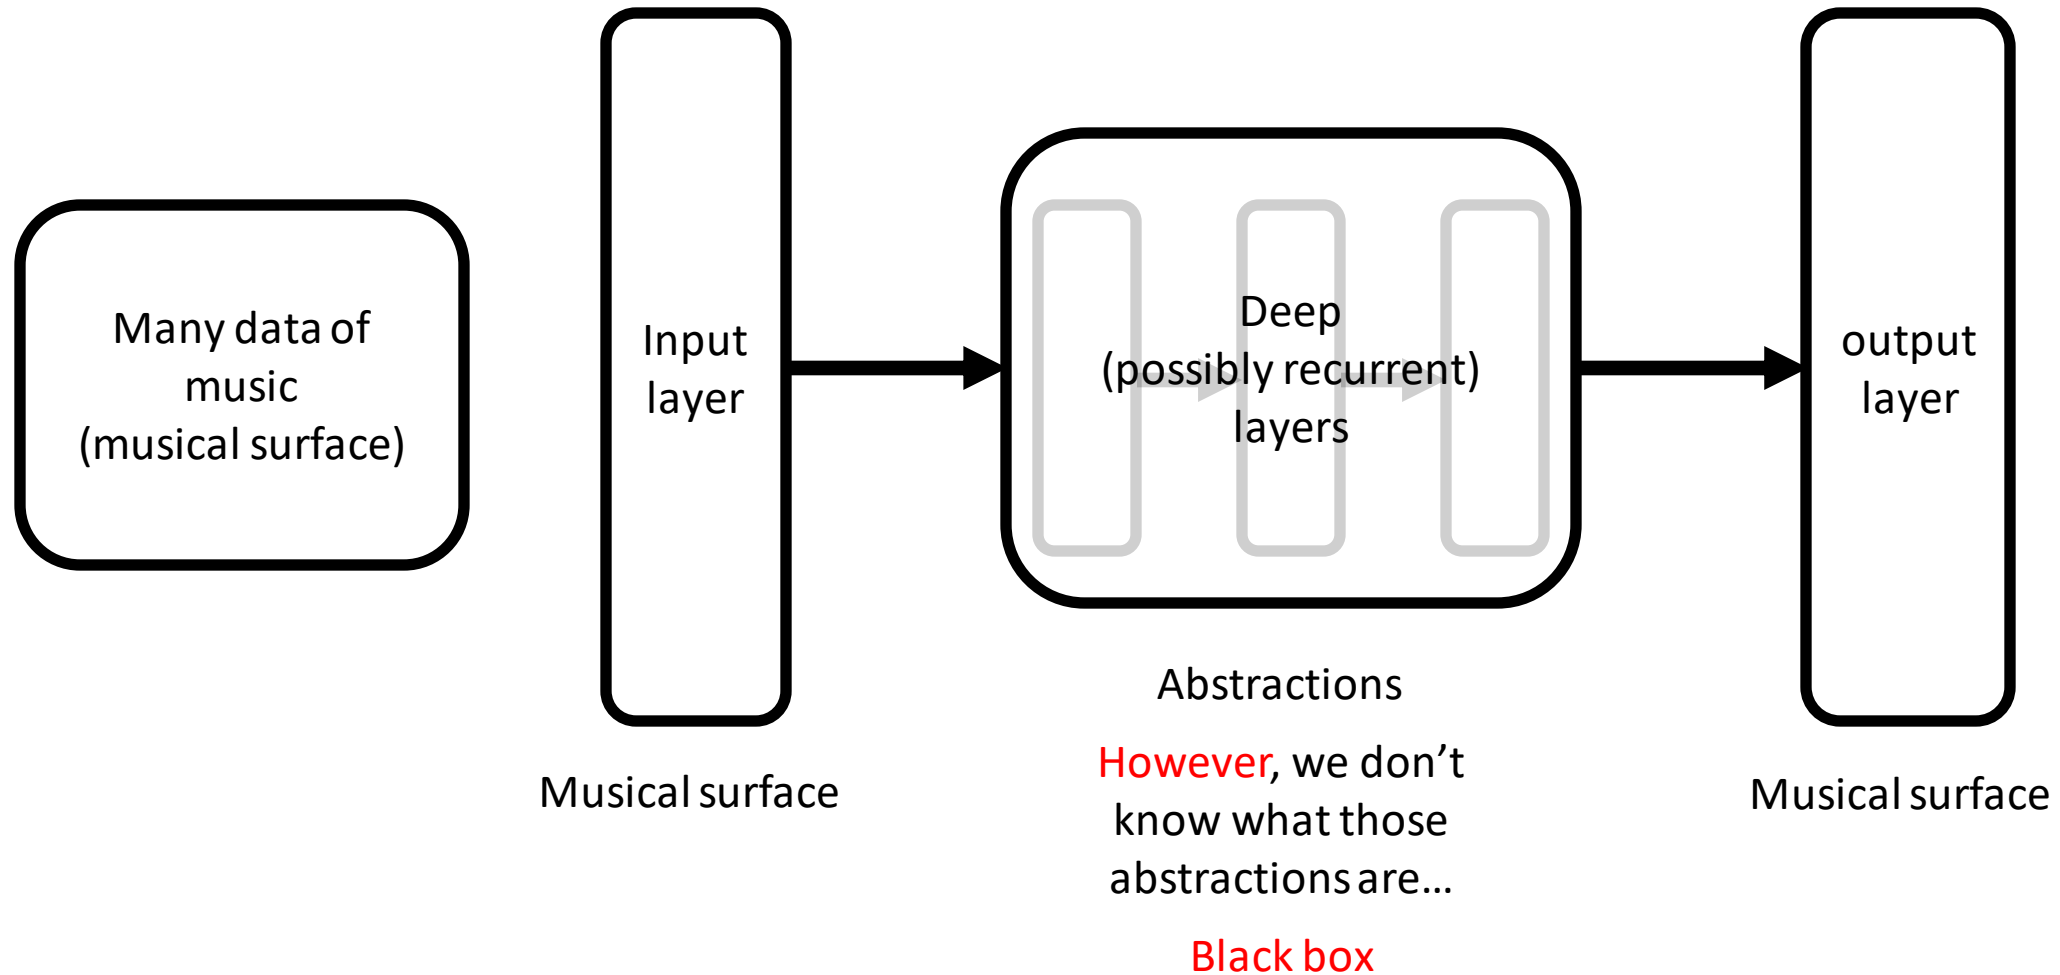 Many data of
music
(musical surface)
Input
layer
Musical surface
Deep
(possibly recurrent)
layers
Abstractions
However, we don’t
know what those
abstractions are…
Black box
output
layer
Musical surface